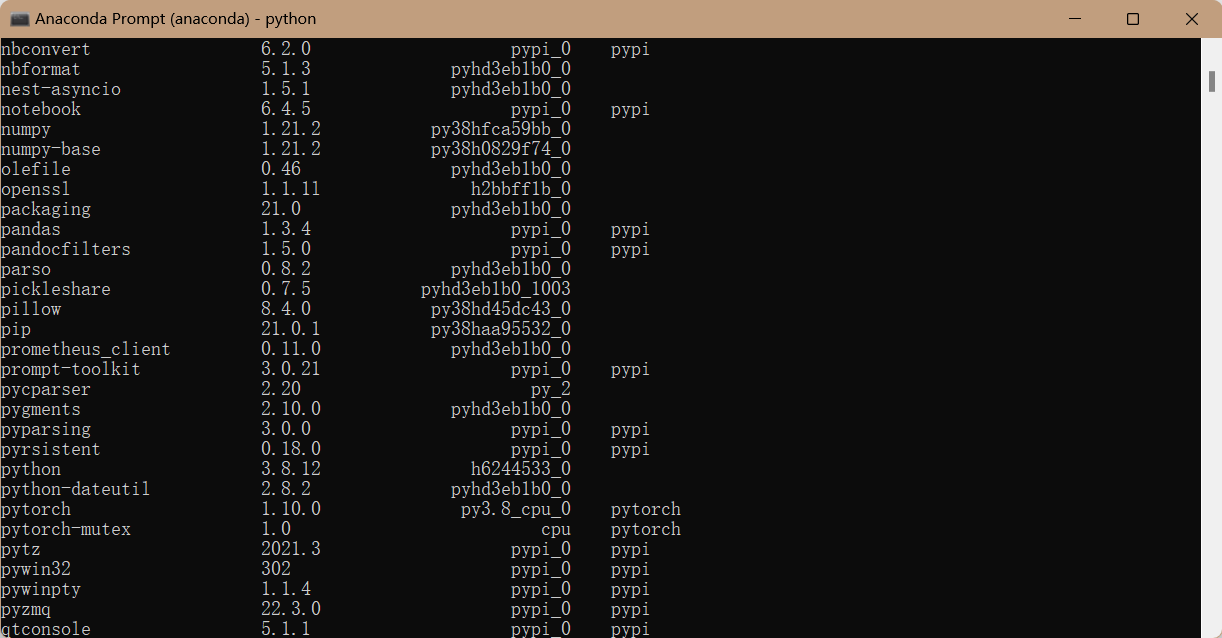 Anaconda Prompt (anaconda) - python
nbconvert 6.2.0 pypi_0 pypi
nbformat 5.1.3 pyhd3eb1b0_0
nest-asyncio 1.5.1 pyhd3eb1b0_0
notebook 6.4.5 pypi_0 pypi
numpy 1.21.2 py38hfca59bb_0
numpy-base 1.21.2 py38h0829f74_0
olefile 0.46 pyhd3eb1b0_0
openssl 1.1.1l h2bbff1b_0
packaging 21.0 pyhd3eb1b0_0
pandas 1.3.4 pypi_0 pypi
pandocfilters 1.5.0 pypi_0 pypi
parso 0.8.2 pyhd3eb1b0_0
pickleshare 0.7.5 pyhd3eb1b0_1003
pillow 8.4.0 py38hd45dc43_0
pip 21.0.1 py38haa95532_0
prometheus_client 0.11.0 pyhd3eb1b0_0
prompt-toolkit 3.0.21 pypi_0 pypi
pycparser 2.20 py_2
pygments 2.10.0 pyhd3eb1b0_0
pyparsing 3.0.0 pypi_0 pypi
pyrsistent 0.18.0 pypi_0 pypi
python 3.8.12 h6244533_0
python-dateutil 2.8.2 pyhd3eb1b0_0
pytorch 1.10.0 py3.8_cpu_0 pytorch
pytorch-mutex 1.0 cpu pytorch
pytz 2021.3 pypi_0 pypi
pywin32 302 pypi_0 pypi
pywinpty 1.1.4 pypi_0 pypi
pyzmq 22.3.0 pypi_0 pypi
qtconsole 5.1.1 pypi_0 pypi